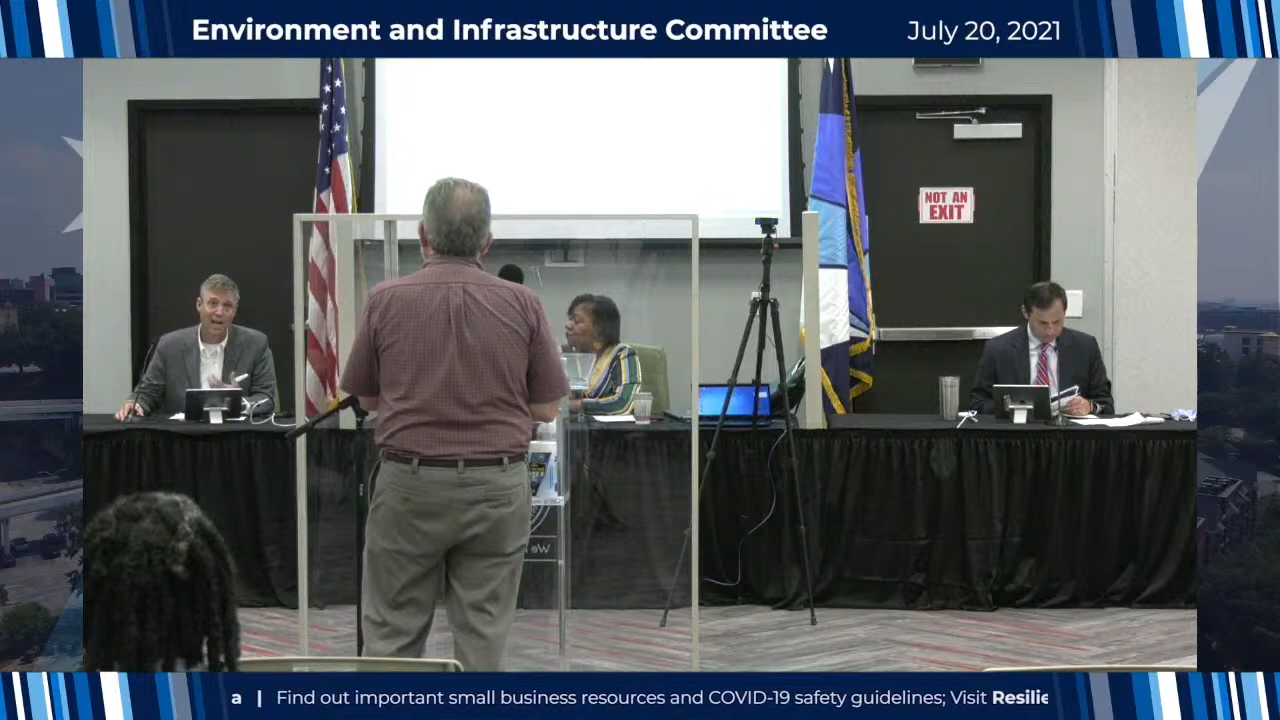 Environment and Infrastructure Committee
July 20, 2021
NOT AN
EXIT
We A
a | Find out important small business resources and COVID-19 safety guidelines; Visit Resilie